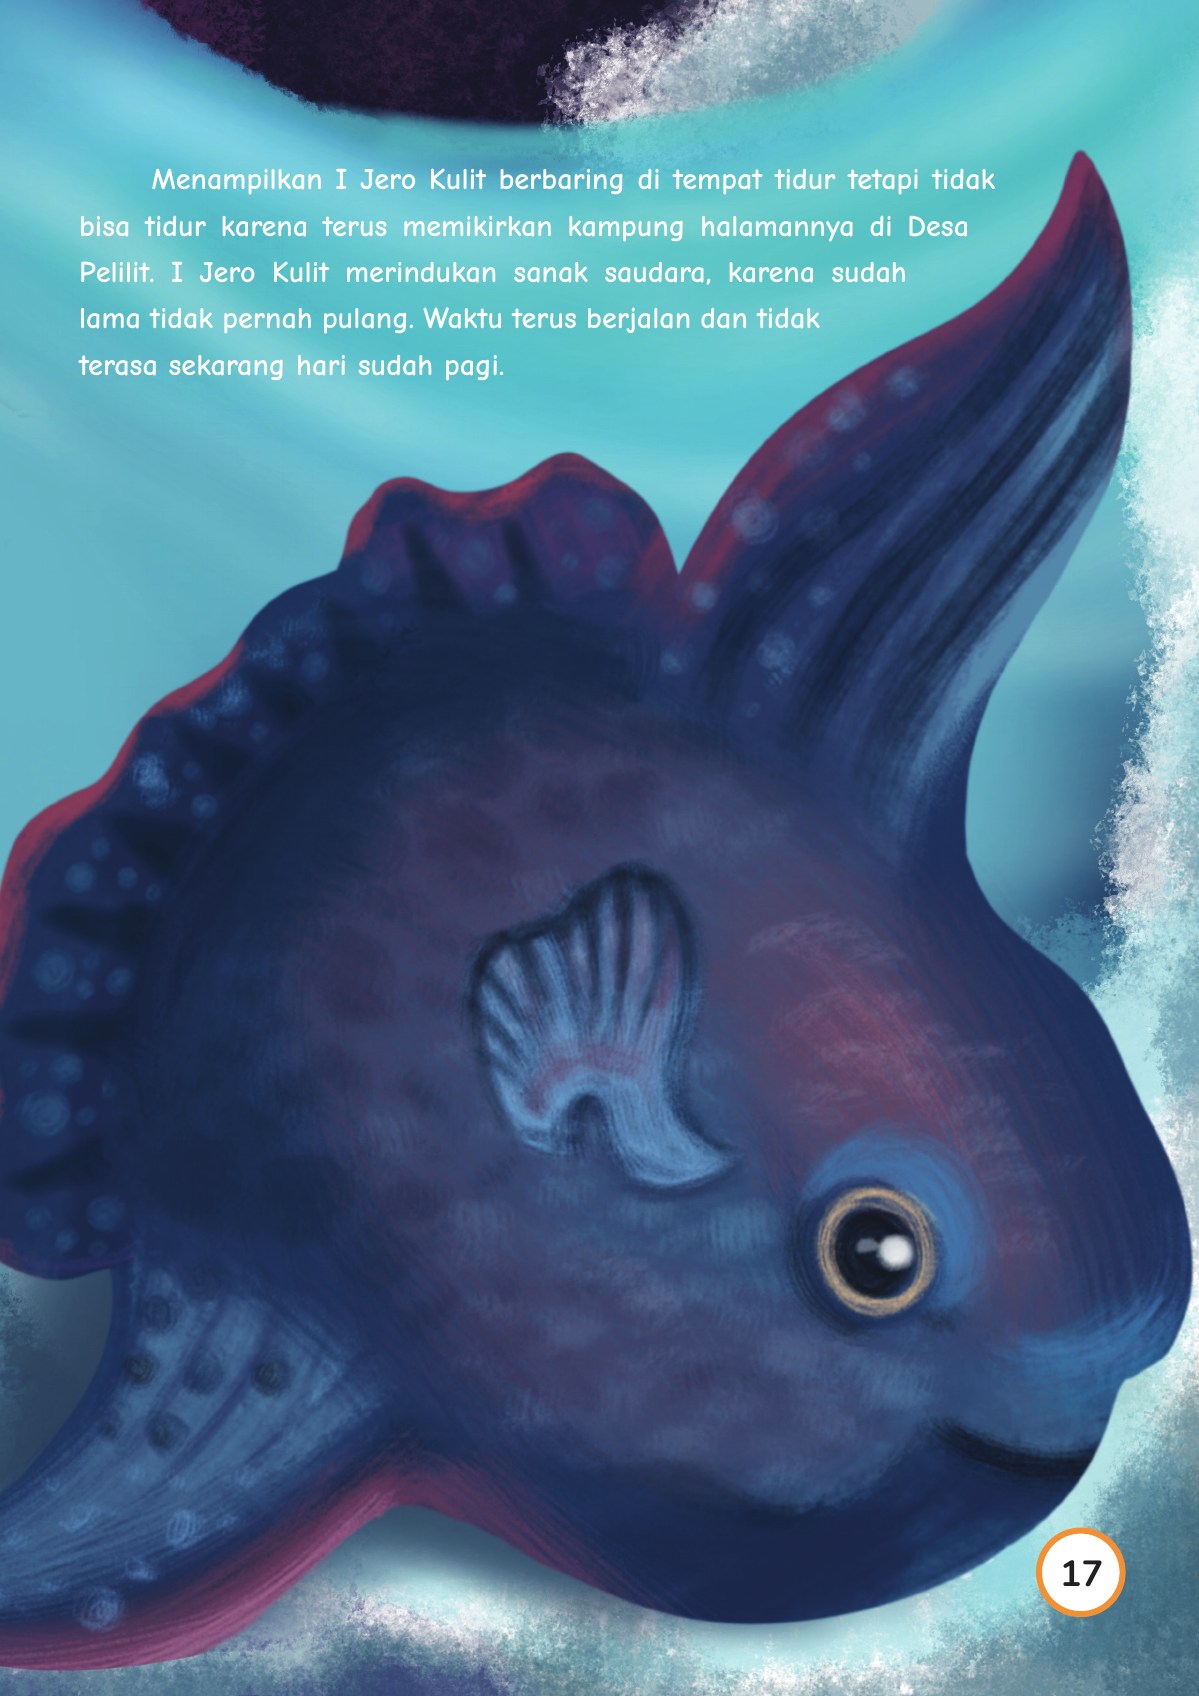 Menampilkan I Jero Kulit berbaring di tempat tidur tetapi tidak
bisa tidur karena terus memikirkan kampung halamannya di Desa
Pelilit. I Jero Kulit merindukan sanak saudara, karena sudah
lama tidak pernah pulang. Waktu terus berjalan dan tidak
terasa sekarang hari sudah pagi.
17